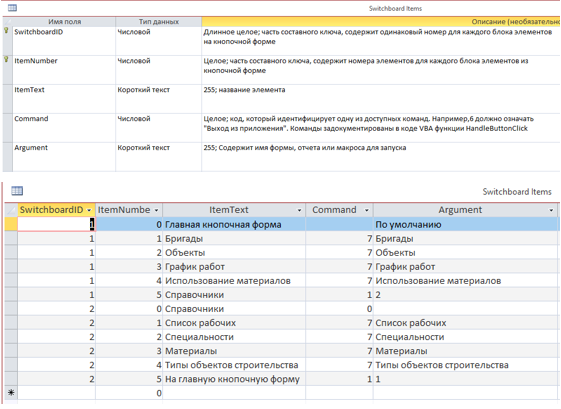 Switchboard Items
Имя поля Тип данных Описание (необязательно
SwitchboardID Числовой Длинное целое; часть составного ключа, содержит одинаковый номер для каждого блока элементов
на кнопочной форме
ItemNumber Числовой Целое; часть составного ключа, содержит номера элементов для каждого блока элементов из
кнопочной форме
ItemText Короткий текст 255; название элемента
Command Числовой Целое; код, который идентифицирует одну из доступных команд. Например,6 должно означать
"Выход из приложения". Команды задокументированы в коде VBA функции HandleButtonClick
Argument Короткий текст 255; Содержит имя формы, отчета или макроса для запуска
Switchboard Items
SwitchboardID ItemNumbe ItemText Command Argument
1 0 Главная кнопочная форма По умолчанию
1 1 Бригады 7 Бригады
1 2 Объекты 7 Объекты
1 3 График работ 7 График работ
1 4 Использование материалов 7 Использование материалов
1 5 Справочники 1 2
2 0 Справочники 0
2 1 Список рабочих 7 Список рабочих
2 2 Специальности 7 Специальности
2 3 Материалы 7 Материалы
2 4 Типы объектов строительства 7 Типы объектов строительства
2 5 На главную кнопочную форму 1 1
0